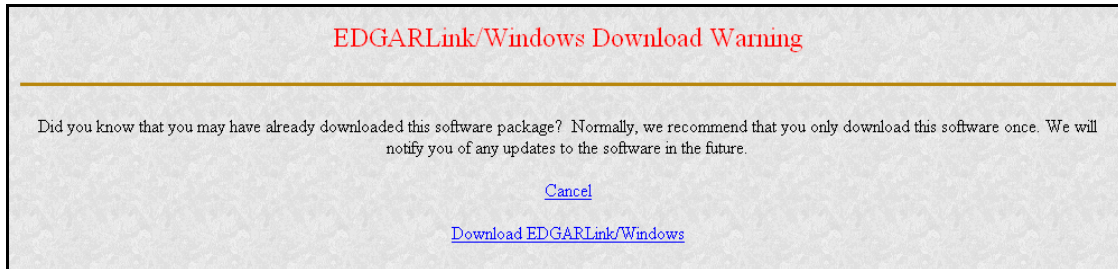 EDGARLink/Windows Download Warning
Did you know that you may have already downloaded this software package?  Normally, we recommend that you only download this software once. We will
notify you of any updates to the software in the future.
Cancel
Download EDGARLink/Windows